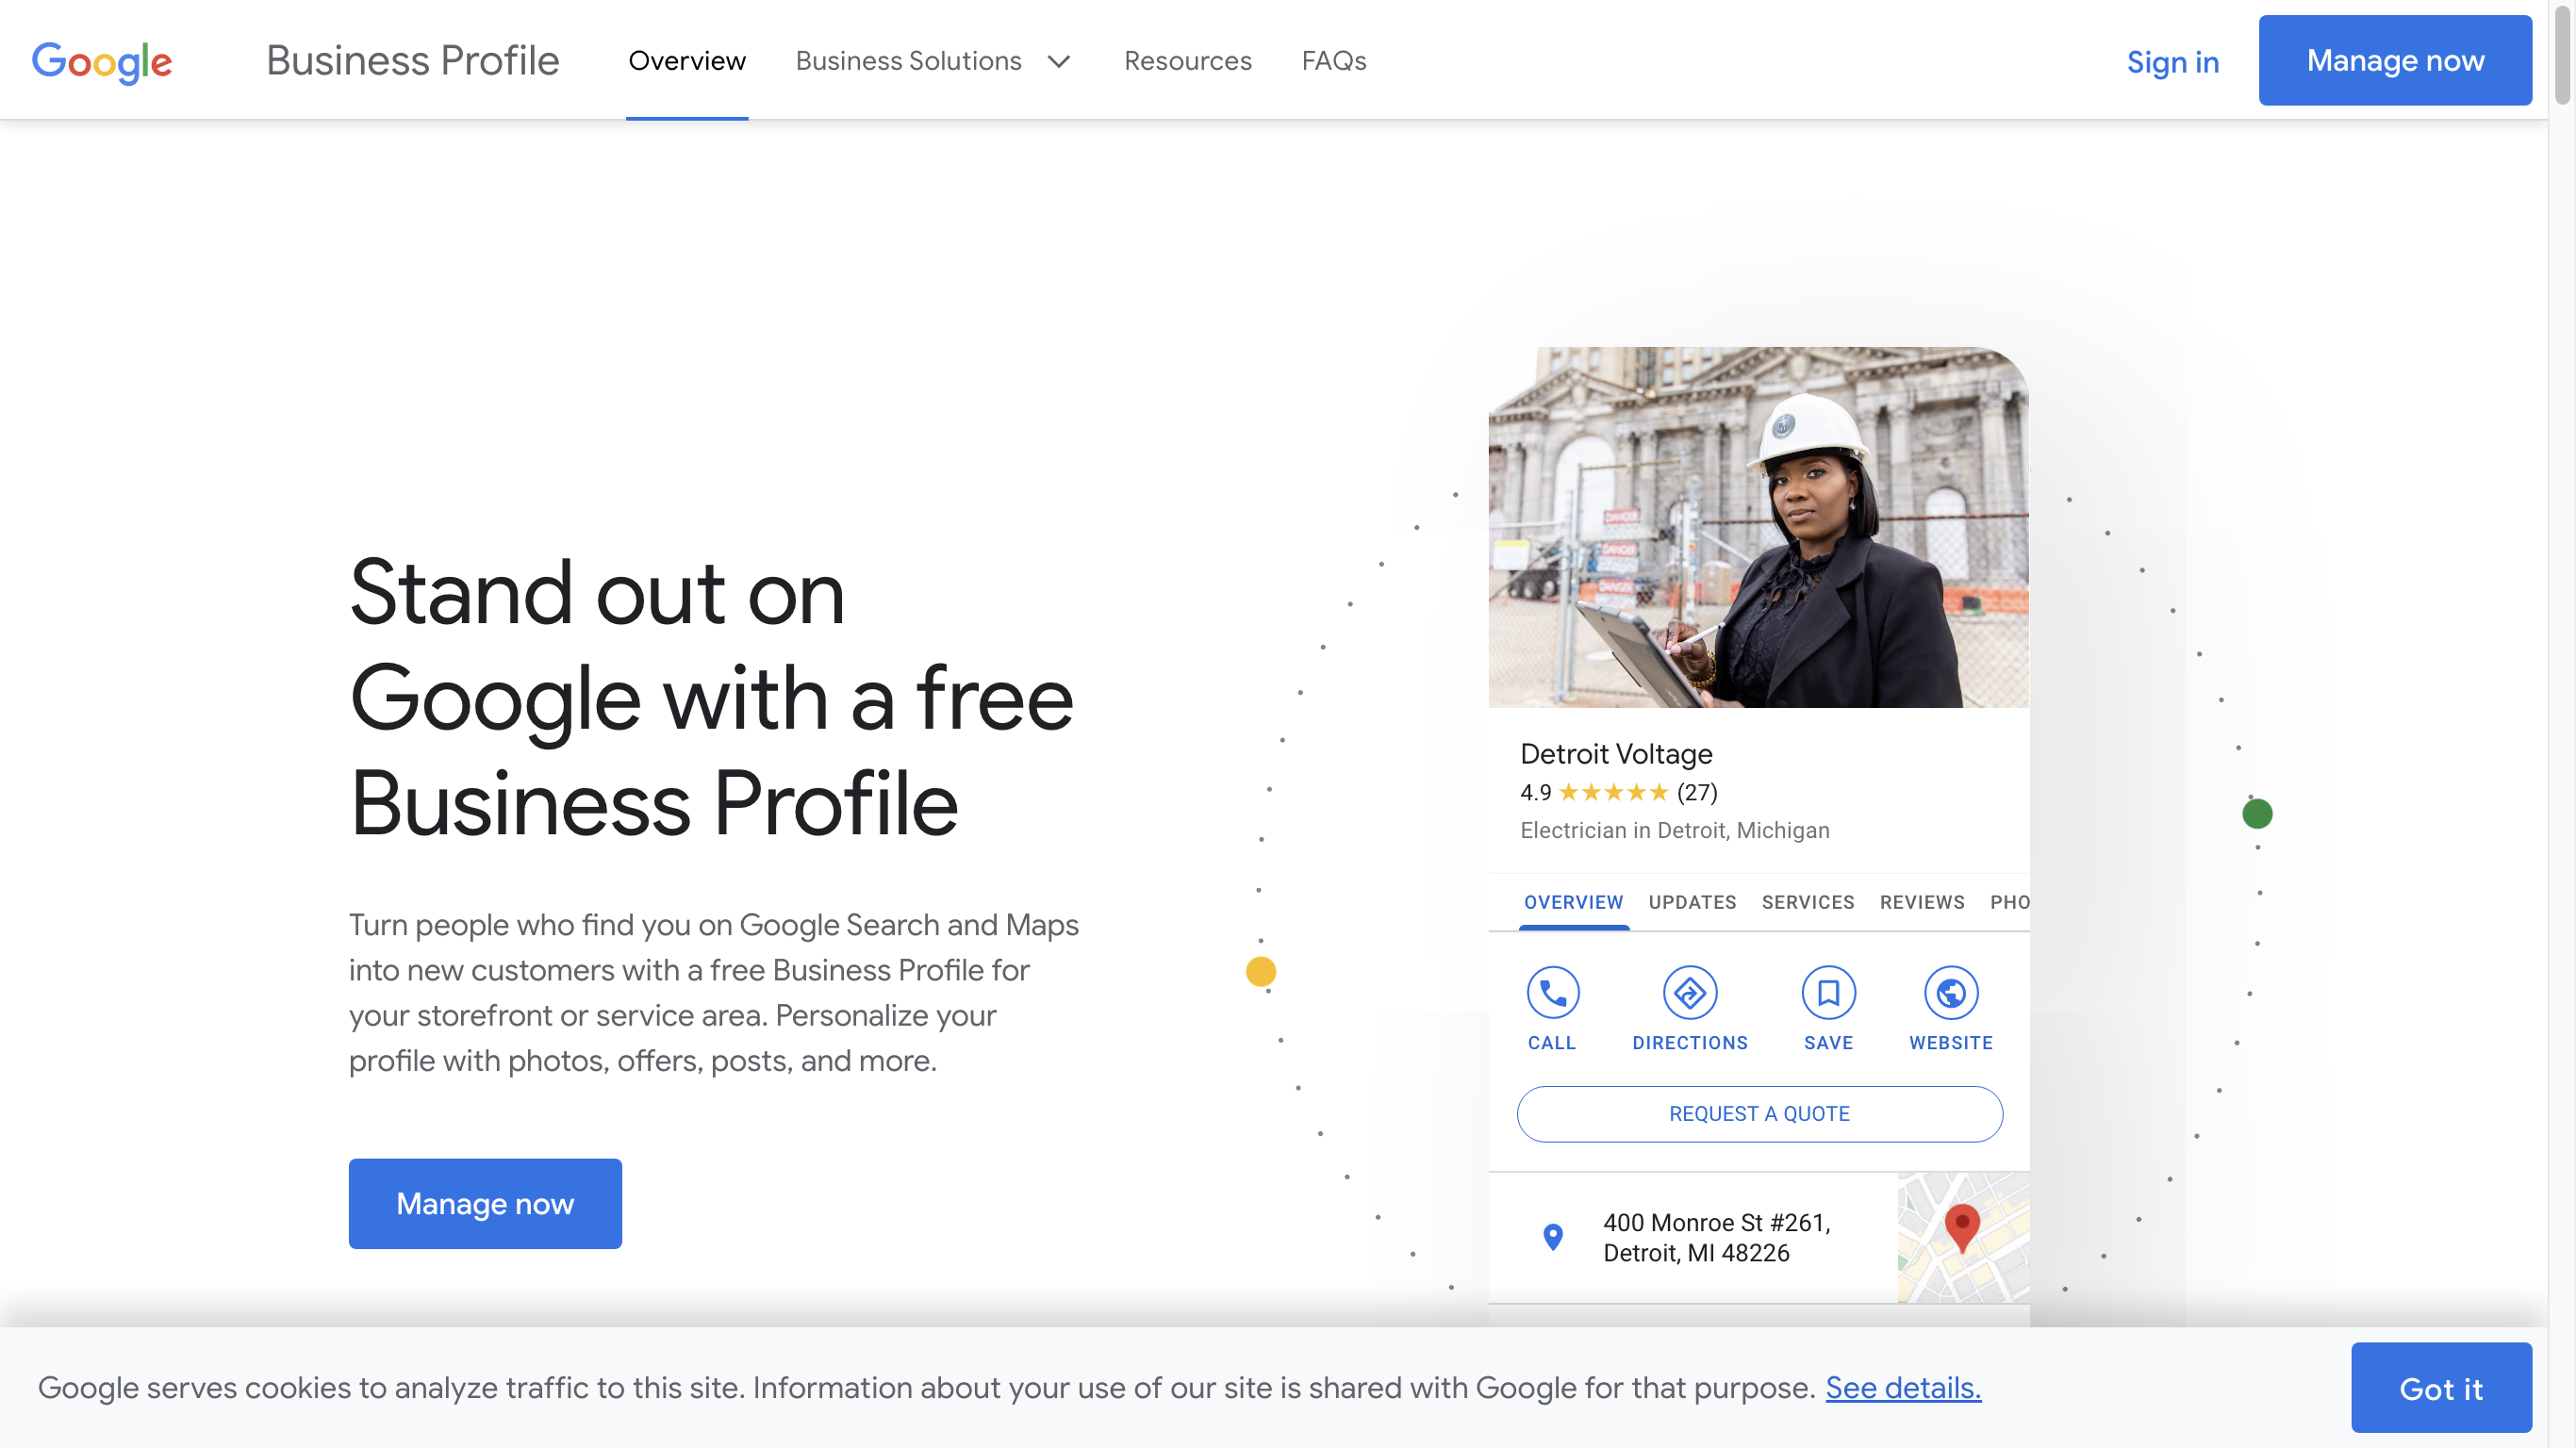 Google Business Profile Overview Business Solutions Resources FAQs Sign in Manage now
Stand out on
Google with a free
Business Profile
Turn people who find you on Google Search and Maps
into new customers with a free Business Profile for
your storefront or service area. Personalize your
profile with photos, offers, posts, and more.
Manage now
DANGER
DANGER
DANGER
Detroit Voltage
4.9 ★★★★★ (27)
Electrician in Detroit, Michigan
OVERVIEW UPDATES SERVICES REVIEWS PHO
CALL DIRECTIONS SAVE WEBSITE
REQUEST A QUOTE
400 Monroe St #261,
Detroit, MI 48226
Google serves cookies to analyze traffic to this site. Information about your use of our site is shared with Google for that purpose. See details. Got it